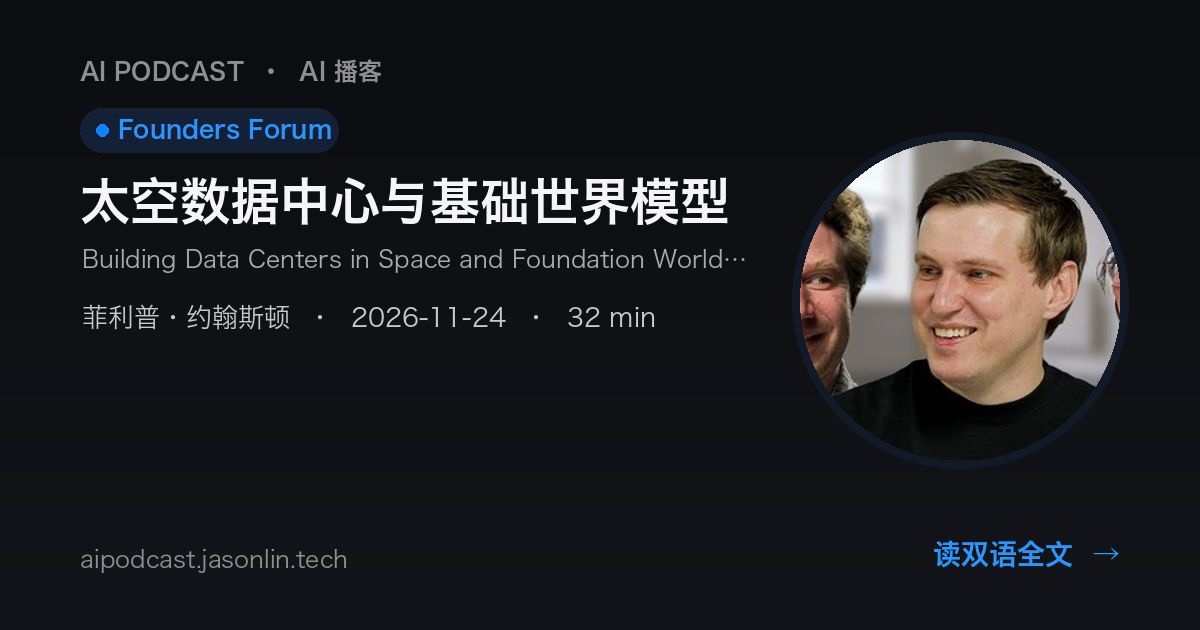 AI PODCAST · AI 播客
Founders Forum
太空数据中心与基础世界模型
Building Data Centers in Space and Foundation World…
菲利普·约翰斯顿 · 2026-11-24 · 32 min
aipodcast.jasonlin.tech
读双语全文 →